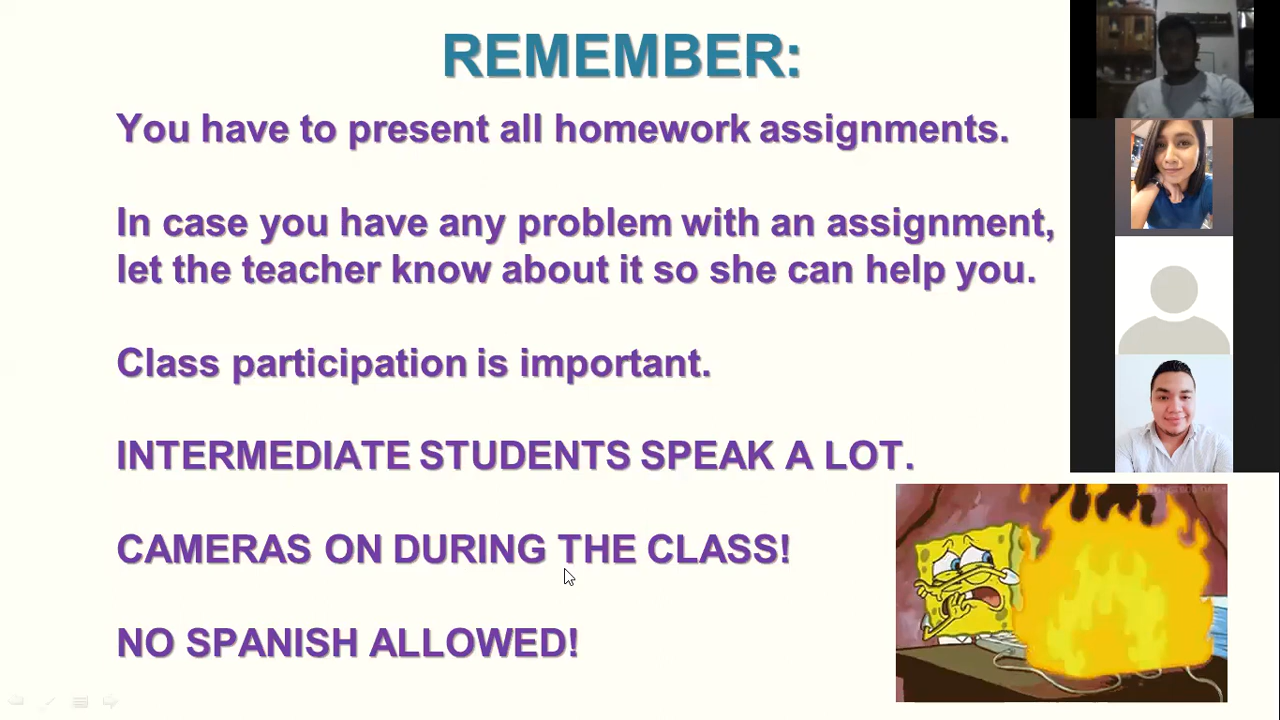 REMEMBER:
You have to present all homework assignments.
In case you have any problem with an assignment,
let the teacher know about it so she can help you.
Class participation is important.
INTERMEDIATE STUDENTS SPEAK A LOT.
CAMERAS ON DURING THE CLASS!
NO SPANISH ALLOWED!